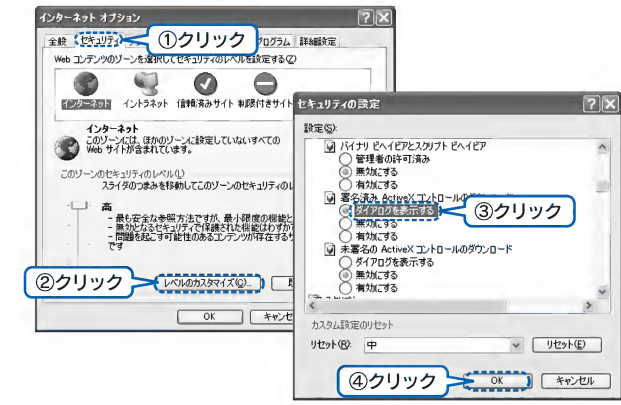 インターネット オプション
全般 セキュリティ
①クリック
プログラム 詳細設定
Web コンテンツのゾーンを選択してセキュリティのレベルを設定する(Z)
インターネット イントラネット 信頼済みサイト 制限付きサイト
インターネット
このゾーンには、ほかのゾーンに設定していないすべての
Web サイトが含まれています。
このゾーンのセキュリティのレベル(L)
スライダのつまみを移動してこのゾーンのセキュリティのレ
高
- 最も安全な参照方法ですが、最小限度の機能と
- 無効となるセキュリティで保護された機能はわずか
- 問題を起こす可能性のあるコンテンツが存在するサ
です
②クリック
レベルのカスタマイズ(C)...
OK キャンセ
セキュリティの設定
設定(S):
バイナリ ビヘイビアとスクリプト ビヘイビア
管理者の許可済み
無効にする
有効にする
署名済み ActiveX コントロールのダウンロード
ダイアログを表示する
③クリック
無効にする
有効にする
未署名の ActiveX コントロールのダウンロード
ダイアログを表示する
無効にする
有効にする
カスタム設定のリセット
リセット(R): 中 リセット(E)
④クリック
OK キャンセル